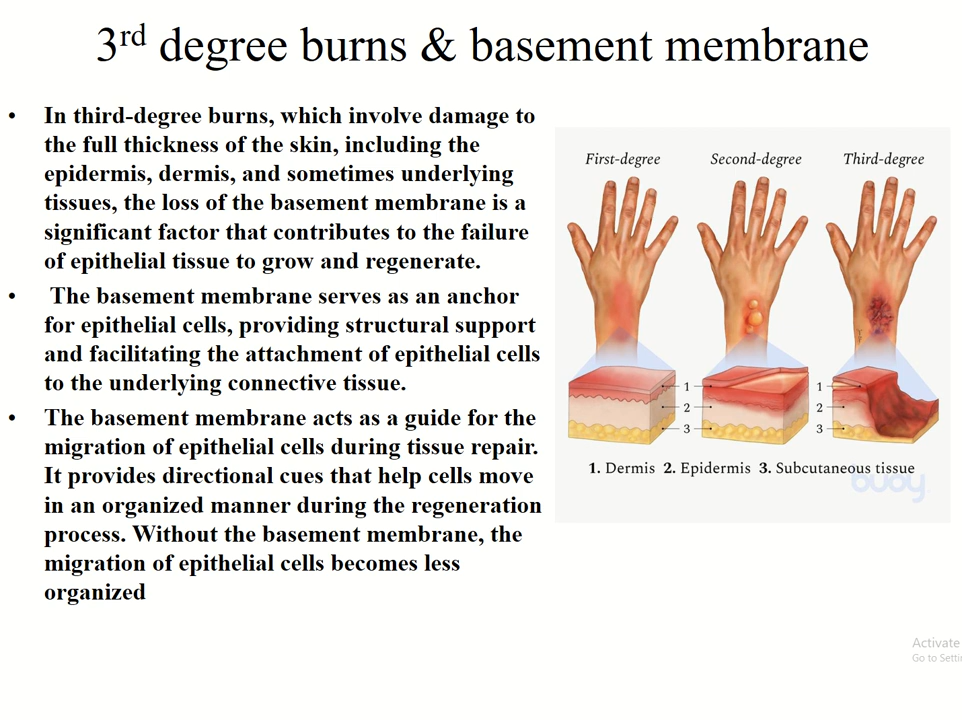 3rd degree burns & basement membrane
• In third-degree burns, which involve damage to
the full thickness of the skin, including the
epidermis, dermis, and sometimes underlying
tissues, the loss of the basement membrane is a
significant factor that contributes to the failure
of epithelial tissue to grow and regenerate.
• The basement membrane serves as an anchor
for epithelial cells, providing structural support
and facilitating the attachment of epithelial cells
to the underlying connective tissue.
• The basement membrane acts as a guide for the
migration of epithelial cells during tissue repair.
It provides directional cues that help cells move
in an organized manner during the regeneration
process. Without the basement membrane, the
migration of epithelial cells becomes less
organized
First-degree Second-degree Third-degree
1 1
2 2
3 3
1. Dermis 2. Epidermis 3. Subcutaneous tissue
buoy
Activate
Go to Setti